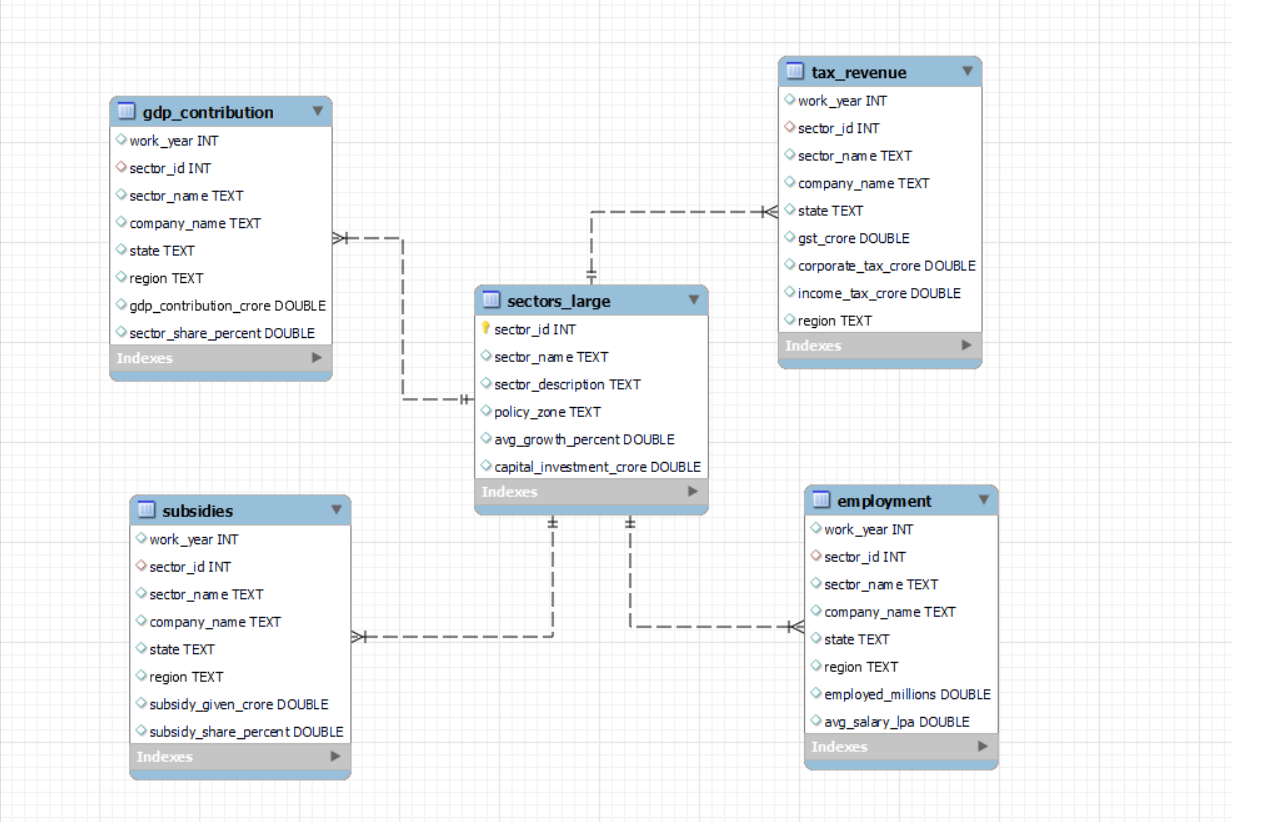 gdp_contribution
work_year INT
sector_id INT
sector_name TEXT
company_name TEXT
state TEXT
region TEXT
gdp_contribution_crore DOUBLE
sector_share_percent DOUBLE
Indexes
tax_revenue
work_year INT
sector_id INT
sector_name TEXT
company_name TEXT
state TEXT
gst_crore DOUBLE
corporate_tax_crore DOUBLE
income_tax_crore DOUBLE
region TEXT
Indexes
sectors_large
sector_id INT
sector_name TEXT
sector_description TEXT
policy_zone TEXT
avg_growth_percent DOUBLE
capital_investment_crore DOUBLE
Indexes
subsidies
work_year INT
sector_id INT
sector_name TEXT
company_name TEXT
state TEXT
region TEXT
subsidy_given_crore DOUBLE
subsidy_share_percent DOUBLE
Indexes
employment
work_year INT
sector_id INT
sector_name TEXT
company_name TEXT
state TEXT
region TEXT
employed_millions DOUBLE
avg_salary_lpa DOUBLE
Indexes